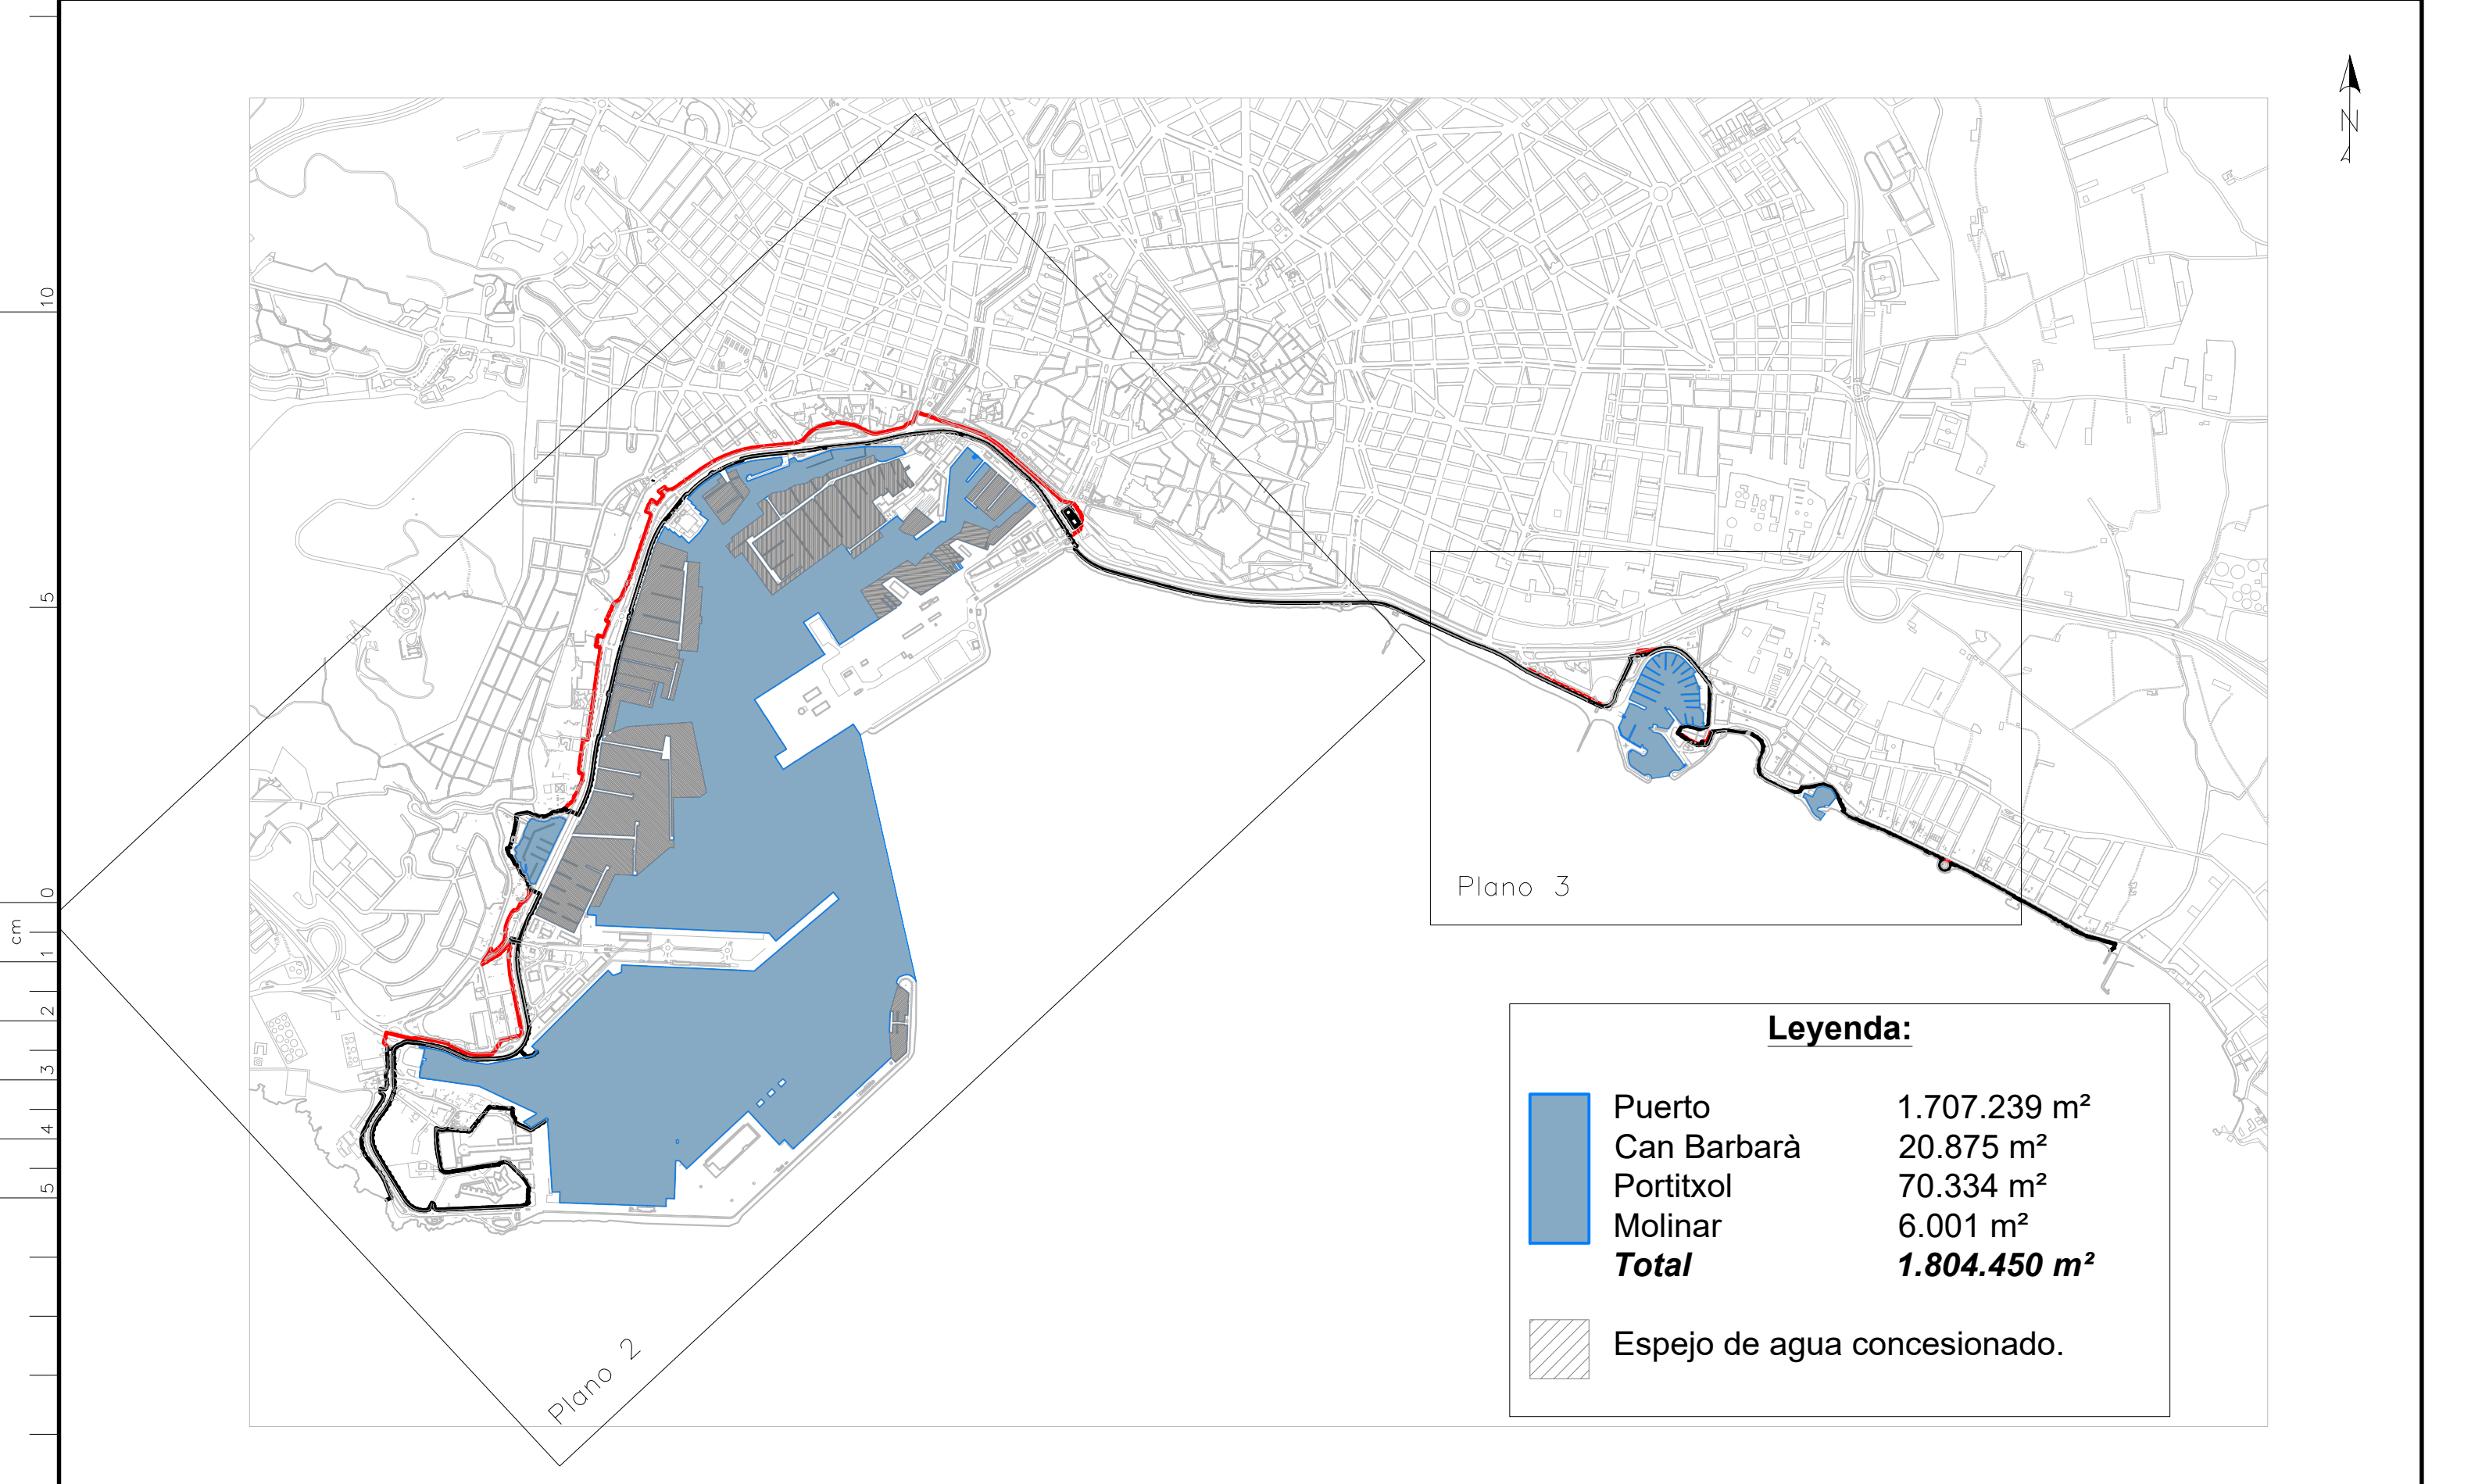 N
10
5
0
cm
1
2
3
4
5
Plano 3
Plano 2
Leyenda:
Puerto 1.707.239 m²
Can Barbarà 20.875 m²
Portitxol 70.334 m²
Molinar 6.001 m²
Total 1.804.450 m²
Espejo de agua concesionado.